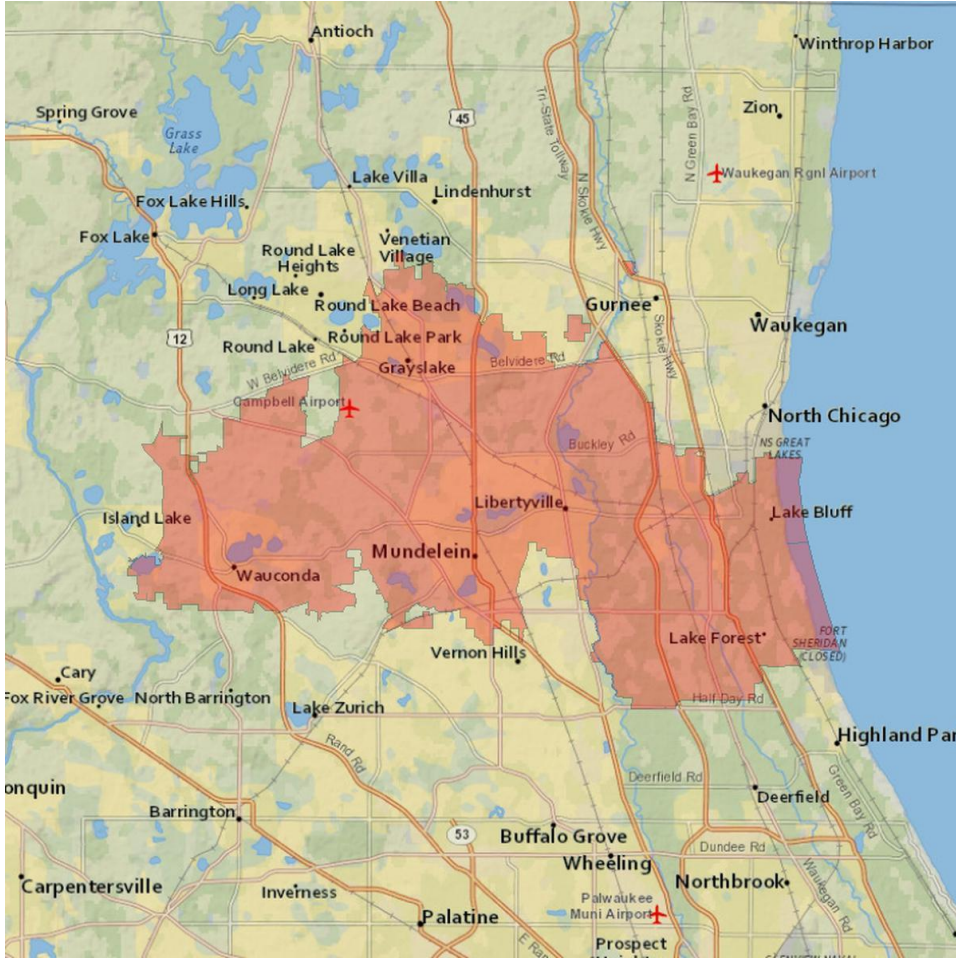 Antioch
Winthrop Harbor
Spring Grove
45
Tri-State Tollway
N Green Bay Rd
Zion
Grass
Lake
Waukegan Rgnl Airport
Lake Villa
Lindenhurst
N Skokie Hwy
Fox Lake Hills
Fox Lake
Venetian
Village
Round Lake
Heights
Long Lake
Round Lake Beach
Gurnee
Waukegan
12
Round Lake Park
Round Lake
Skokie Hwy
W Belvidere Rd
Grayslake
Belvidere Rd
Campbell Airport
North Chicago
Buckley Rd
NS GREAT
LAKES
Libertyville
Lake Bluff
Island Lake
Mundelein
Wauconda
Lake Forest
FORT
SHERIDAN
(CLOSED)
Vernon Hills
Cary
Fox River Grove
North Barrington
Half Day Rd
Lake Zurich
Highland Par
Rand Rd
Deerfield Rd
onquin
Deerfield
Green Bay Rd
Barrington
53
Buffalo Grove
Dundee Rd
Wheeling
Carpentersville
Inverness
Northbrook
Waukegan Rd
Palwaukee
Muni Airport
Palatine
E Ran
Prospect